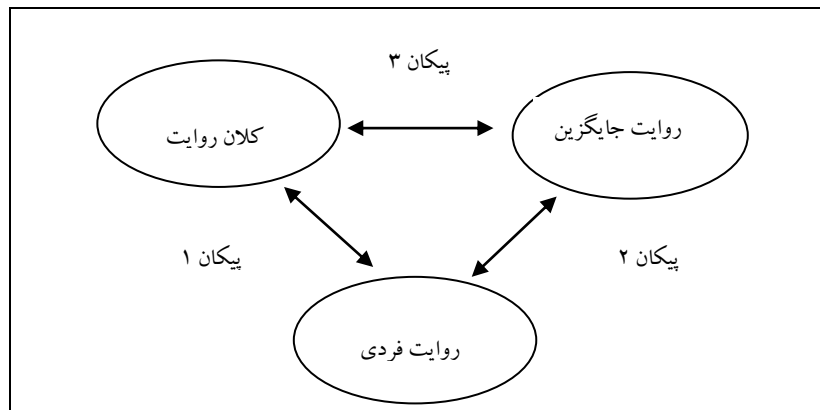 پیکان ۳
روایت جایگزین
کلان روایت
پیکان ۲
پیکان ۱
روایت فردی